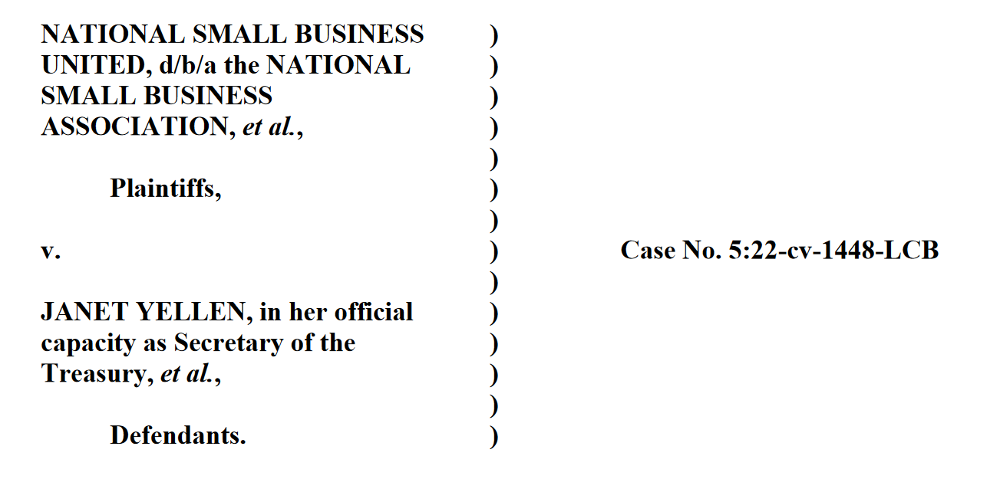 NATIONAL SMALL BUSINESS )
UNITED, d/b/a the NATIONAL )
SMALL BUSINESS )
ASSOCIATION, et al., )
)
Plaintiffs, )
)
v. ) Case No. 5:22-cv-1448-LCB
)
JANET YELLEN, in her official )
capacity as Secretary of the )
Treasury, et al., )
)
Defendants. )